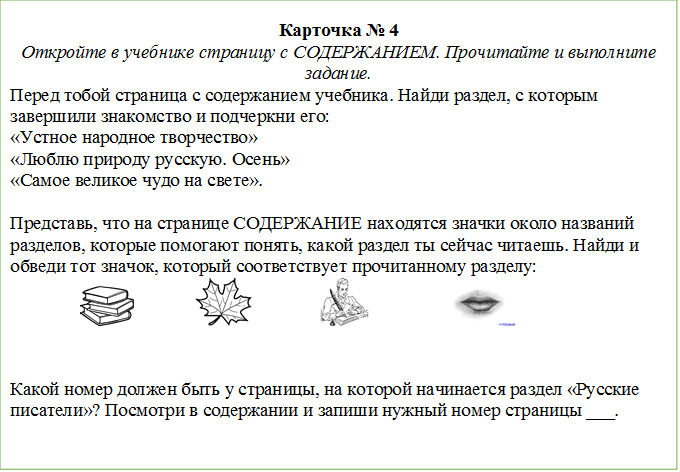 Карточка № 4
Откройте в учебнике страницу с СОДЕРЖАНИЕМ. Прочитайте и выполните
задание.
Перед тобой страница с содержанием учебника. Найди раздел, с которым
завершили знакомство и подчеркни его:
«Устное народное творчество»
«Люблю природу русскую. Осень»
«Самое великое чудо на свете».
Представь, что на странице СОДЕРЖАНИЕ находятся значки около названий
разделов, которые помогают понять, какой раздел ты сейчас читаешь. Найди и
обведи тот значок, который соответствует прочитанному разделу:
Какой номер должен быть у страницы, на которой начинается раздел «Русские
писатели»? Посмотри в содержании и запиши нужный номер страницы ___.